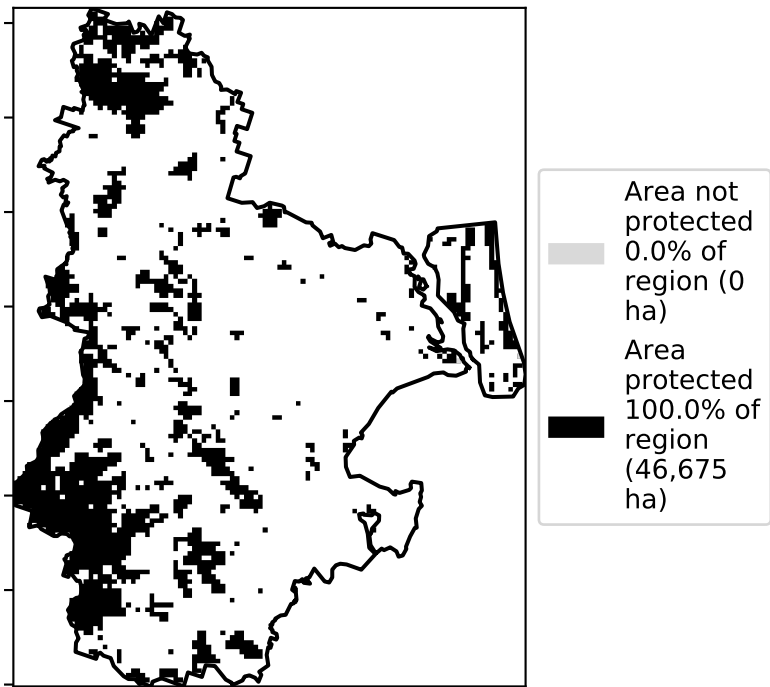 Area not
protected
0.0% of
region (0
ha)
Area
protected
100.0% of
region
(46,675
ha)